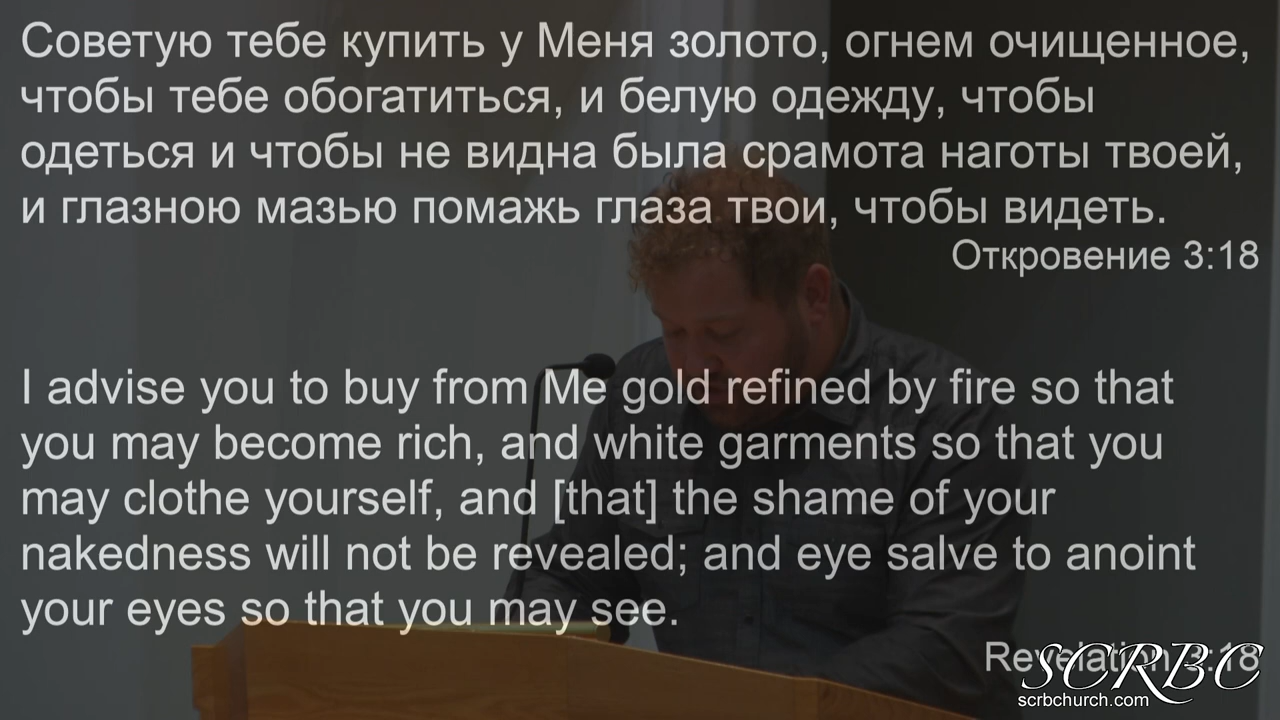 Советую тебе купить у Меня золото, огнем очищенное,
чтобы тебе обогатиться, и белую одежду, чтобы
одеться и чтобы не видна была срамота наготы твоей,
и глазною мазью помажь глаза твои, чтобы видеть.
Откровение 3:18
I advise you to buy from Me gold refined by fire so that
you may become rich, and white garments so that you
may clothe yourself, and [that] the shame of your
nakedness will not be revealed; and eye salve to anoint
your eyes so that you may see.
Revelation 3:18
SCRBC
scrbchurch.com